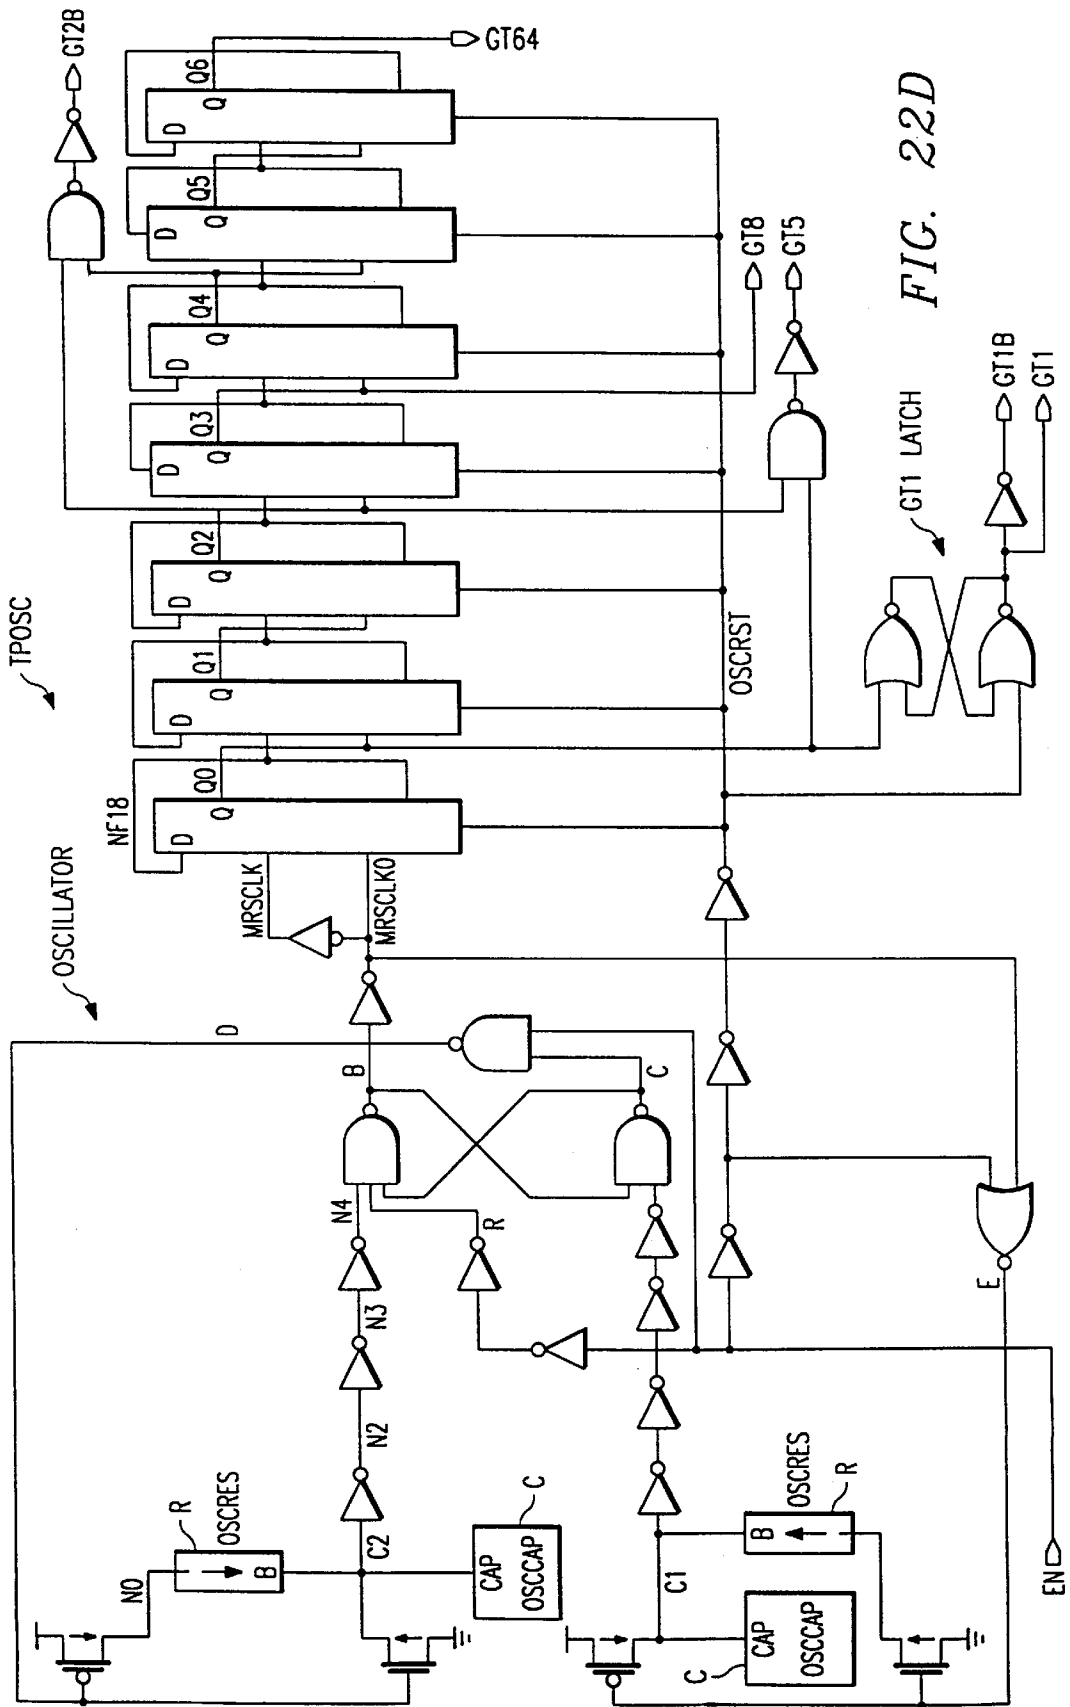 TPOSC
OSCILLATOR
NF18
D
Q
Q0
D
Q
Q1
D
Q
Q2
D
Q
Q3
D
Q
Q4
D
Q
Q5
D
Q
Q6
GT2B
GT64
GT8
GT5
MRSCLK
MRSCLKO
OSCRST
GT1 LATCH
GT1B
GT1
FIG. 22D
D
B
C
N0
R
OSCRES
B
C2
N2
N3
N4
R
CAP
OSCCAP
C
C1
CAP
OSCCAP
C
B
OSCRES
R
E
EN